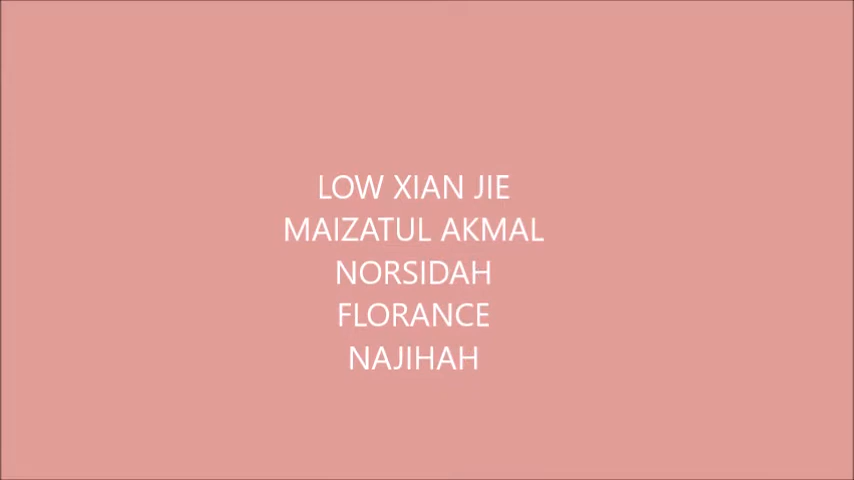 LOW XIAN JIE
MAIZATUL AKMAL
NORSIDAH
FLORANCE
NAJIHAH